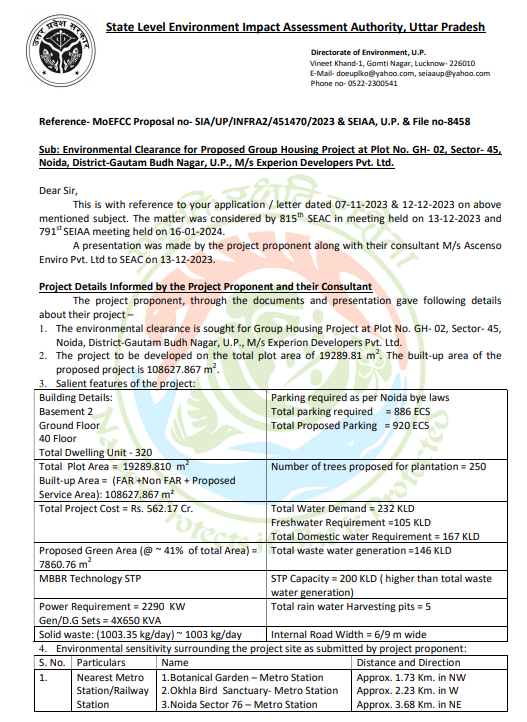 State Level Environment Impact Assessment Authority, Uttar Pradesh
Directorate of Environment, U.P.
Vineet Khand-1, Gomti Nagar, Lucknow- 226010
E-Mail- doeuplko@yahoo.com, seiaaup@yahoo.com
Phone no- 0522-2300541
Reference- MoEFCC Proposal no- SIA/UP/INFRA2/451470/2023 & SEIAA, U.P. & File no-8458
Sub: Environmental Clearance for Proposed Group Housing Project at Plot No. GH- 02, Sector- 45,
Noida, District-Gautam Budh Nagar, U.P., M/s Experion Developers Pvt. Ltd.
Dear Sir,
This is with reference to your application / letter dated 07-11-2023 & 12-12-2023 on above
mentioned subject. The matter was considered by 815th SEAC in meeting held on 13-12-2023 and
791st SEIAA meeting held on 16-01-2024.
A presentation was made by the project proponent along with their consultant M/s Ascenso
Enviro Pvt. Ltd to SEAC on 13-12-2023.
Project Details Informed by the Project Proponent and their Consultant
The project proponent, through the documents and presentation gave following details
about their project –
1. The environmental clearance is sought for Group Housing Project at Plot No. GH- 02, Sector- 45,
Noida, District-Gautam Budh Nagar, U.P., M/s Experion Developers Pvt. Ltd.
2. The project to be developed on the total plot area of 19289.81 m². The built-up area of the
proposed project is 108627.867 m².
3. Salient features of the project:
Building Details:
Basement 2
Ground Floor
40 Floor
Total Dwelling Unit - 320
Parking required as per Noida bye laws
Total parking required = 886 ECS
Total Proposed Parking = 920 ECS
Total Plot Area = 19289.810 m²
Built-up Area = (FAR +Non FAR + Proposed
Service Area): 108627.867 m²
Number of trees proposed for plantation = 250
Total Project Cost = Rs. 562.17 Cr.
Total Water Demand = 232 KLD
Freshwater Requirement =105 KLD
Total Domestic water Requirement = 167 KLD
Proposed Green Area (@ ~ 41% of total Area) =
7860.76 m²
Total waste water generation =146 KLD
MBBR Technology STP
STP Capacity = 200 KLD ( higher than total waste
water generation)
Power Requirement = 2290 KW
Gen/D.G Sets = 4X650 KVA
Total rain water Harvesting pits = 5
Solid waste: (1003.35 kg/day) ~ 1003 kg/day
Internal Road Width = 6/9 m wide
4. Environmental sensitivity surrounding the project site as submitted by project proponent:
S. No. Particulars Name Distance and Direction
1. Nearest Metro 1.Botanical Garden – Metro Station Approx. 1.73 Km. in NW
Station/Railway 2.Okhla Bird Sanctuary- Metro Station Approx. 2.23 Km. in W
Station 3.Noida Sector 76 – Metro Station Approx. 3.68 Km. in NE